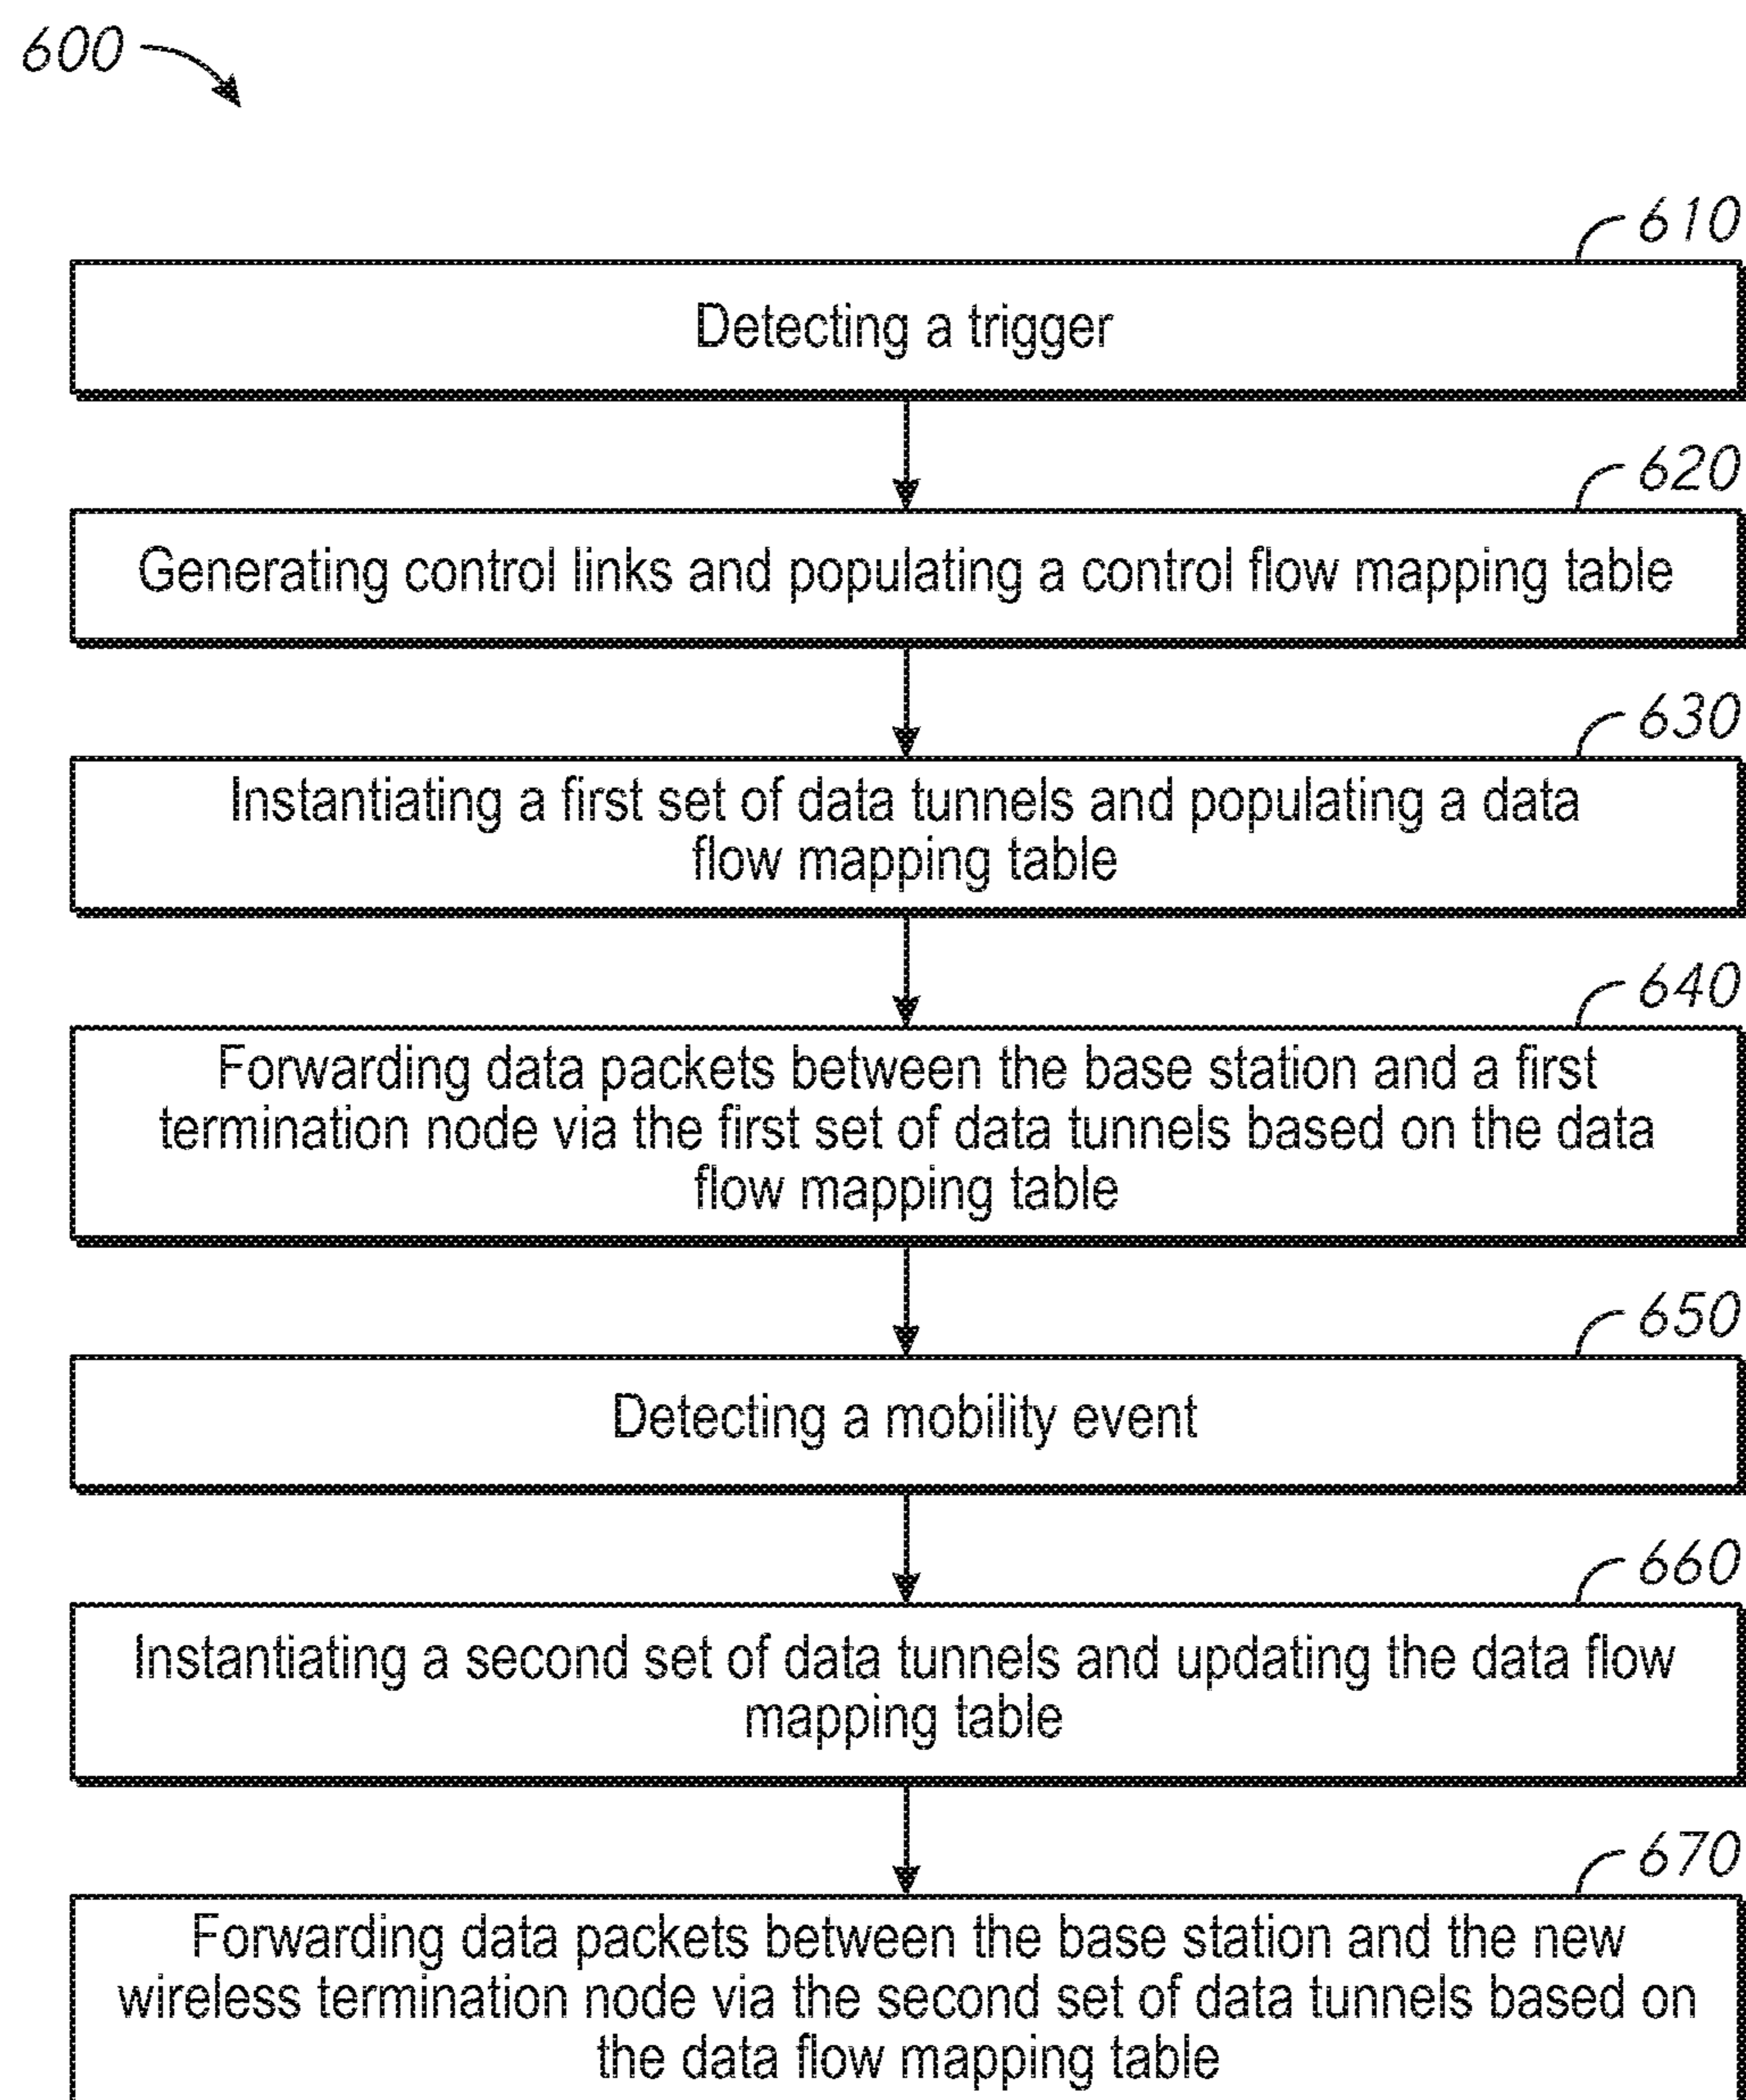 600
610
Detecting a trigger
620
Generating control links and populating a control flow mapping table
630
Instantiating a first set of data tunnels and populating a data
flow mapping table
640
Forwarding data packets between the base station and a first
termination node via the first set of data tunnels based on the data
flow mapping table
650
Detecting a mobility event
660
Instantiating a second set of data tunnels and updating the data flow
mapping table
670
Forwarding data packets between the base station and the new
wireless termination node via the second set of data tunnels based on
the data flow mapping table